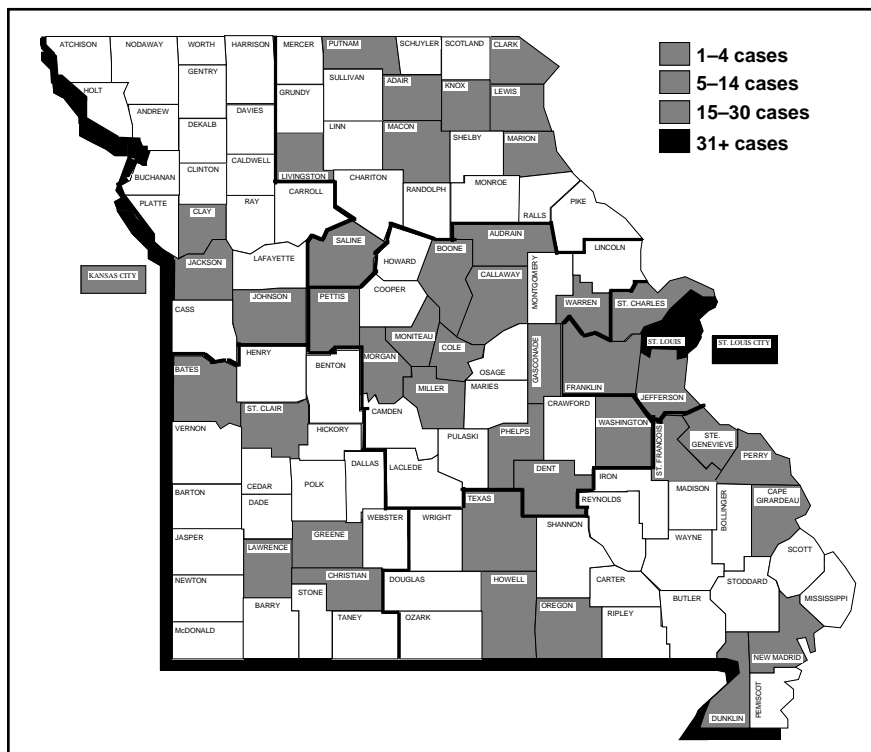 ATCHISON
NODAWAY
WORTH
HARRISON
MERCER
PUTNAM
SCHUYLER
SCOTLAND
CLARK
1–4 cases
5–14 cases
15–30 cases
31+ cases
HOLT
GENTRY
SULLIVAN
ADAIR
KNOX
LEWIS
GRUNDY
ANDREW
DEKALB
DAVIES
LINN
MACON
SHELBY
MARION
BUCHANAN
CLINTON
CALDWELL
LIVINGSTON
CHARITON
RANDOLPH
MONROE
RALLS
PIKE
PLATTE
CLAY
RAY
CARROLL
SALINE
HOWARD
BOONE
AUDRAIN
LINCOLN
KANSAS CITY
JACKSON
LAFAYETTE
COOPER
CALLAWAY
MONTGOMERY
WARREN
ST. CHARLES
CASS
JOHNSON
PETTIS
MONITEAU
COLE
OSAGE
GASCONADE
FRANKLIN
ST. LOUIS
ST. LOUIS CITY
BATES
HENRY
BENTON
MORGAN
MILLER
MARIES
CRAWFORD
JEFFERSON
ST. CLAIR
HICKORY
CAMDEN
PULASKI
PHELPS
WASHINGTON
ST. FRANCOIS
STE.
GENEVIEVE
PERRY
VERNON
CEDAR
POLK
DALLAS
LACLEDE
DENT
IRON
MADISON
BOLLINGER
CAPE
GIRARDEAU
BARTON
DADE
WEBSTER
WRIGHT
TEXAS
SHANNON
REYNOLDS
WAYNE
SCOTT
JASPER
LAWRENCE
GREENE
NEWTON
CHRISTIAN
DOUGLAS
HOWELL
CARTER
BUTLER
STODDARD
MISSISSIPPI
McDONALD
BARRY
STONE
TANEY
OZARK
OREGON
RIPLEY
NEW MADRID
DUNKLIN
PEMISCOT